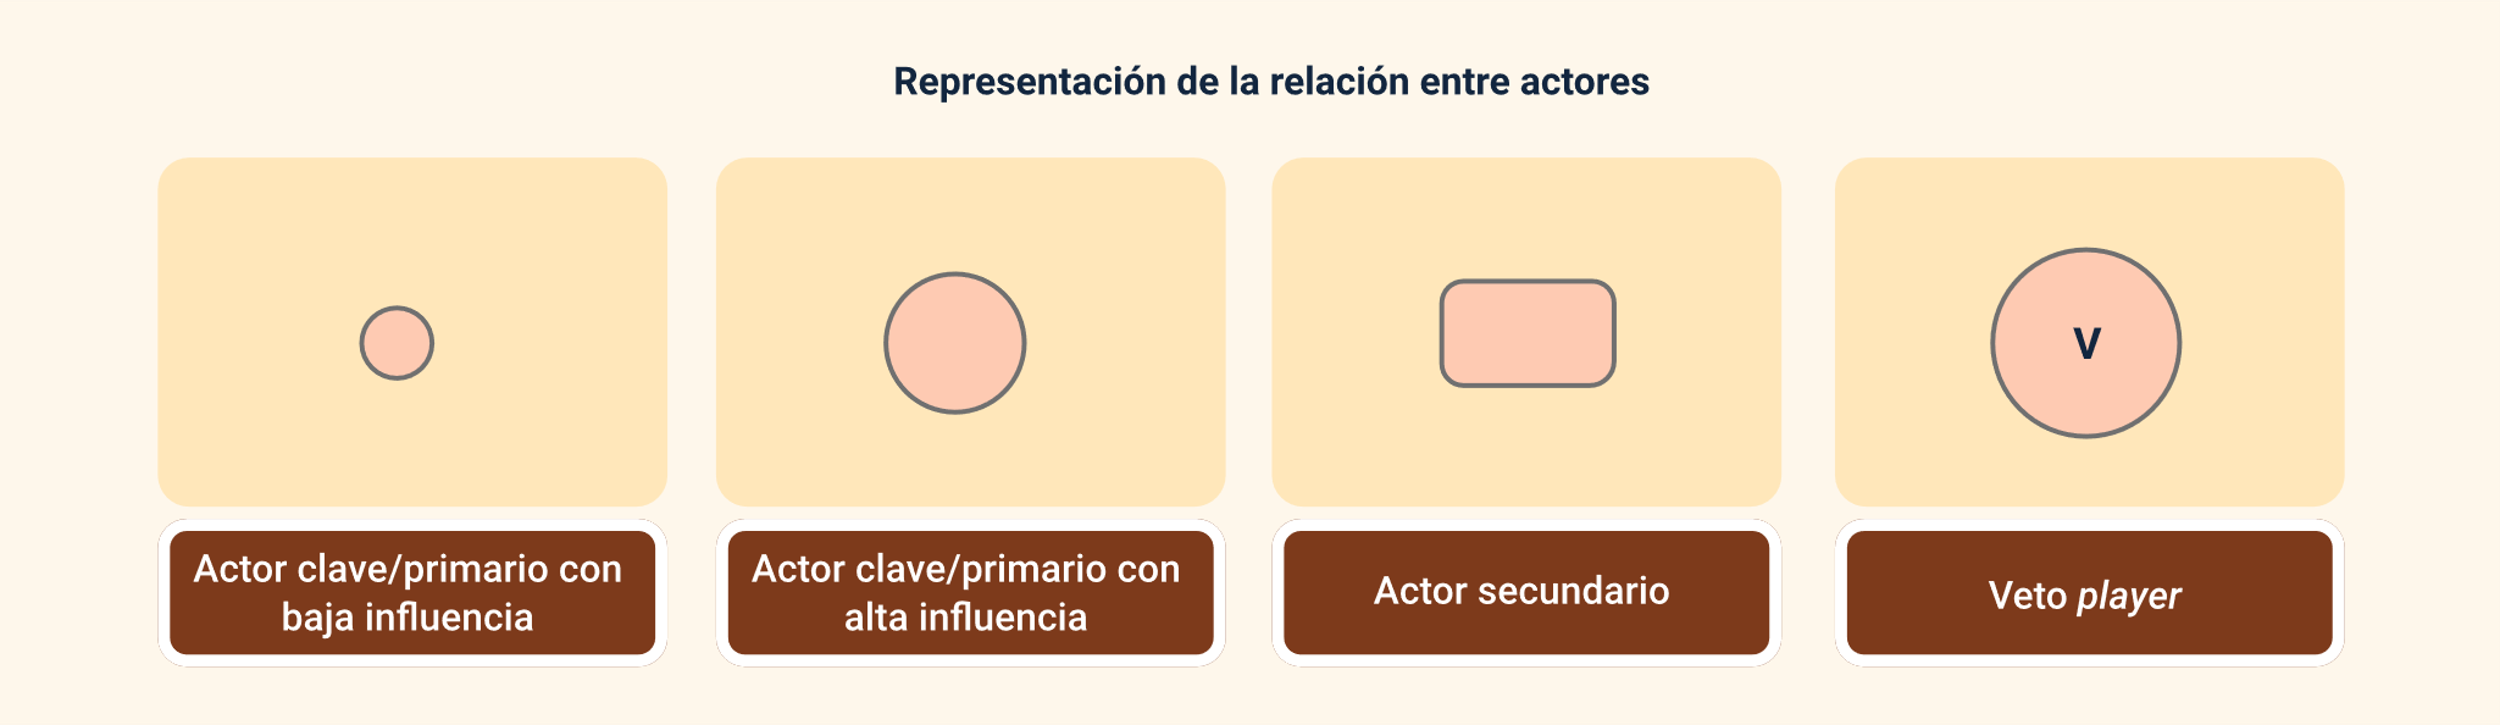 Representación de la relación entre actores
V
Actor clave/primario con
baja influencia
Actor clave/primario con
alta influencia
Actor secundario
Veto player